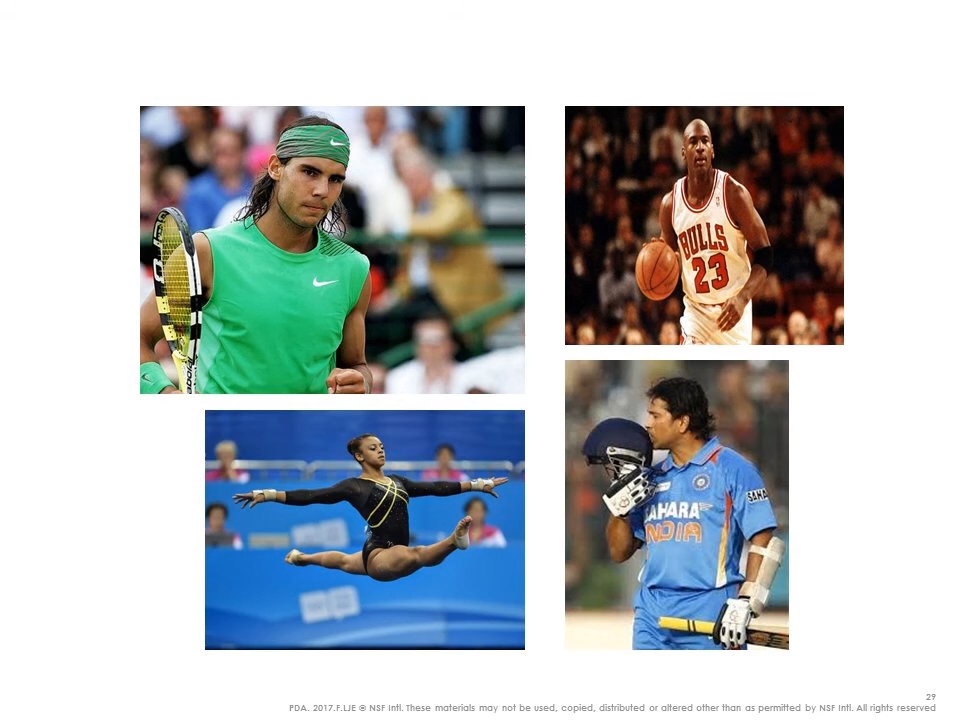 BULLS
23
SAHARA
INDIA
SAHA
29
PDA. 2017.F.LJE ® NSF Intl. These materials may not be used, copied, distributed or altered other than as permitted by NSF Intl. All rights reserved